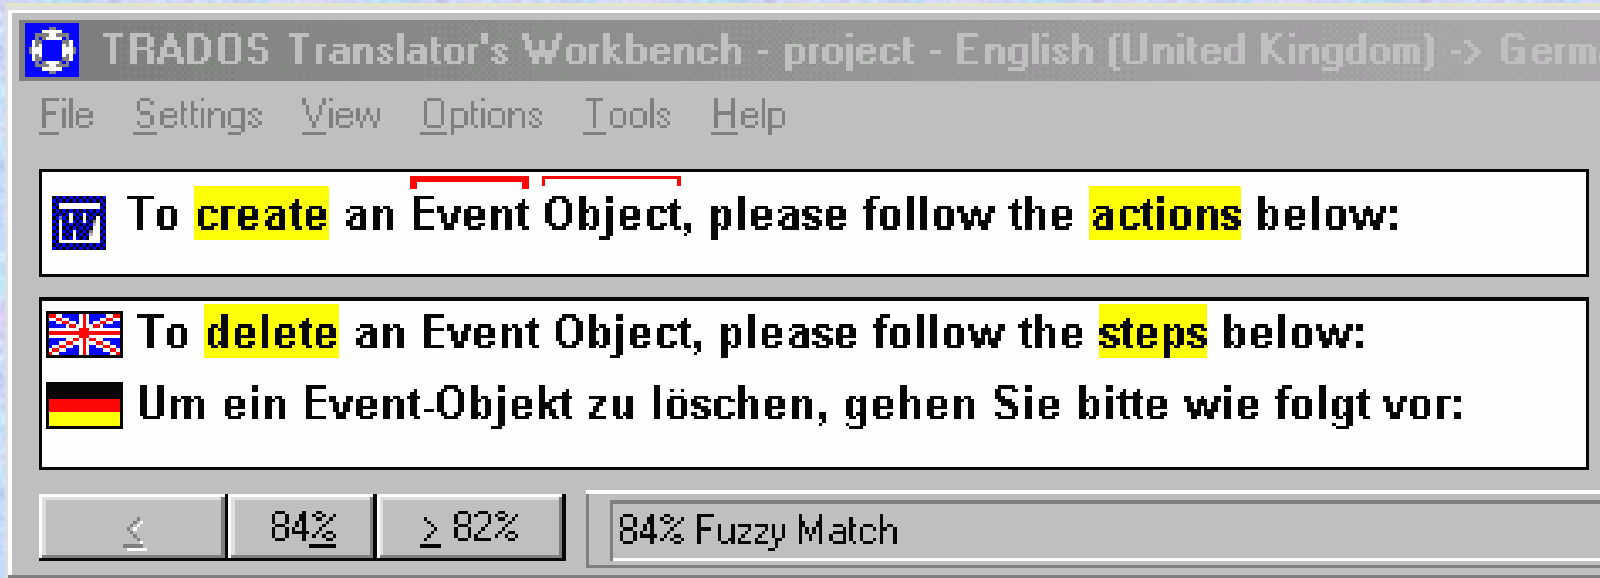 TRADOS Translator's Workbench - project - English (United Kingdom) ->
File Settings View Options Tools Help
W To create an Event Object, please follow the actions below:
To delete an Event Object, please follow the steps below:
Um ein Event-Objekt zu löschen, gehen Sie bitte wie folgt vor:
< 84% > 82% 84% Fuzzy Match